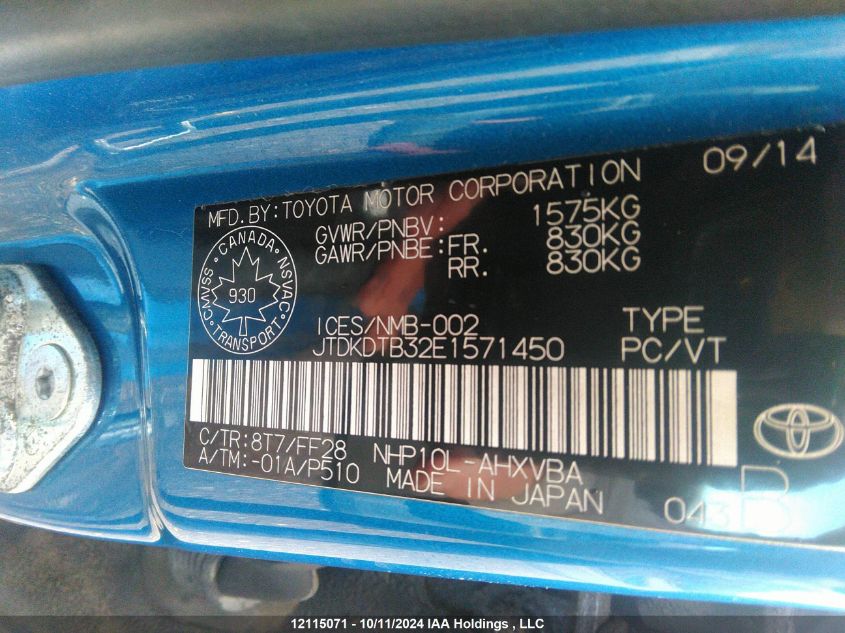 09/14
MFD. BY: TOYOTA MOTOR CORPORATION
GVWR/PNBV: 1575KG
GAWR/PNBE: FR. 830KG
RR. 830KG
CANADA
CMVSS 930 NSVAC
TRANSPORT
ICES/NMB-002
TYPE
JTDKDTB32E1571450
PC/VT
C/TR:8T7/FF28 NHP10L-AHXVBA
A/TM:-01A/P510 MADE IN JAPAN
043 B
12115071 - 10/11/2024 IAA Holdings , LLC